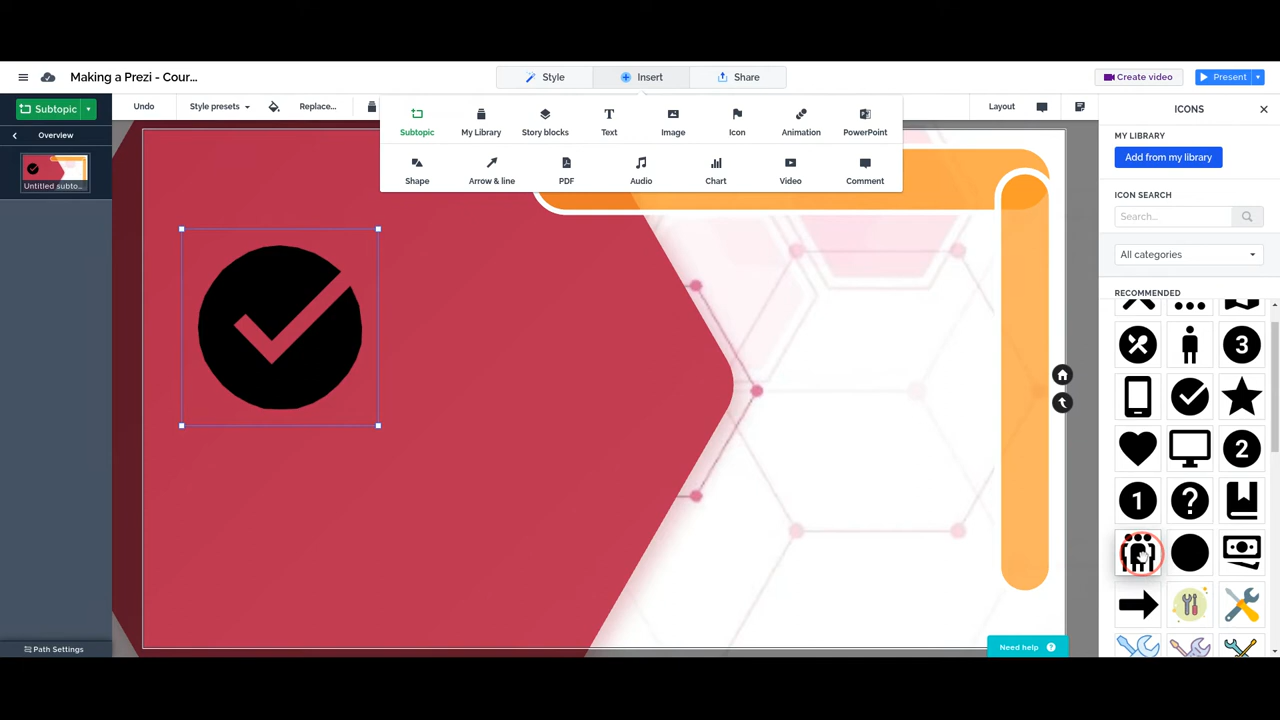 Making a Prezi - Cour...
Style
Insert
Share
Create video
Present
Subtopic
Undo
Style presets
Replace...
Layout
ICONS
Overview
Untitled subto...
Subtopic
My Library
Story blocks
Text
Image
Icon
Animation
PowerPoint
Shape
Arrow & line
PDF
Audio
Chart
Video
Comment
MY LIBRARY
Add from my library
ICON SEARCH
Search...
All categories
RECOMMENDED
3
2
1
?
Path Settings
Need help ?